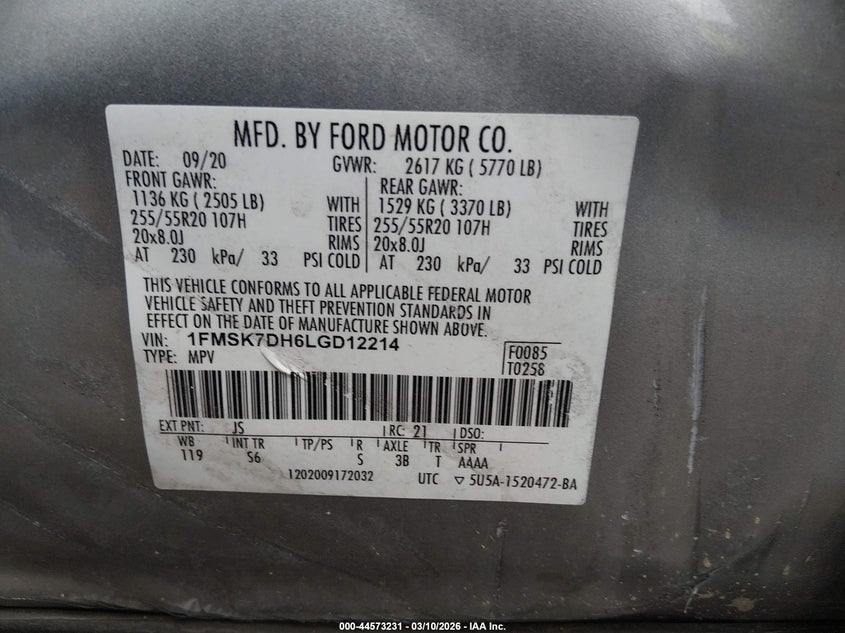 MFD. BY FORD MOTOR CO.
DATE: 09/20 GVWR: 2617 KG ( 5770 LB)
FRONT GAWR: REAR GAWR:
1136 KG ( 2505 LB) WITH 1529 KG ( 3370 LB) WITH
255/55R20 107H TIRES 255/55R20 107H TIRES
20x8.0J RIMS 20x8.0J RIMS
AT 230 kPa/ 33 PSI COLD AT 230 kPa/ 33 PSI COLD
THIS VEHICLE CONFORMS TO ALL APPLICABLE FEDERAL MOTOR
VEHICLE SAFETY AND THEFT PREVENTION STANDARDS IN
EFFECT ON THE DATE OF MANUFACTURE SHOWN ABOVE.
VIN: 1FMSK7DH6LGD12214
TYPE: MPV
F0085
T0258
EXT PNT: JS RC: 21 DSO:
WB INT TR TP/PS R AXLE TR SPR
119 S6 S 3B T AAAA
1202009172032 UTC ▽ 5U5A-1520472-BA
000-44573231 - 03/10/2026 - IAA Inc.